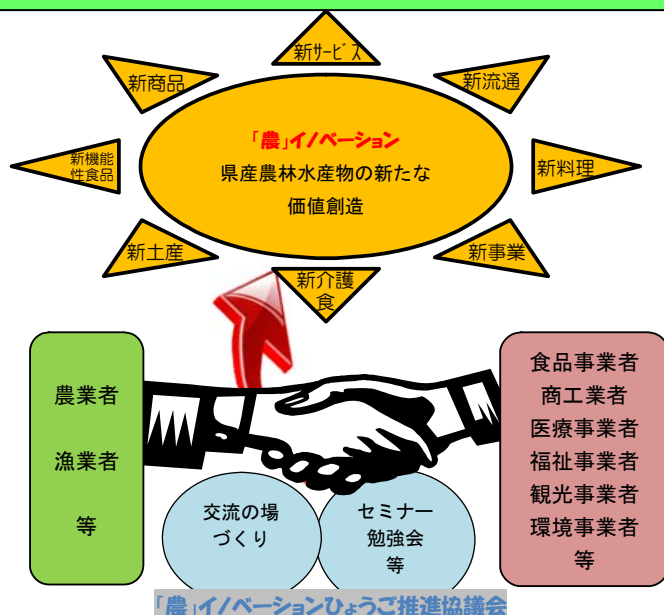 新サービス
新商品
新流通
「農」イノベーション
県産農林水産物の新たな
価値創造
新機能
性食品
新料理
新土産
新事業
新介護
食
農業者
漁業者
等
食品事業者
商工業者
医療事業者
福祉事業者
観光事業者
環境事業者
等
交流の場
づくり
セミナー
勉強会
等
「農」イノベーションひょうご推進協議会